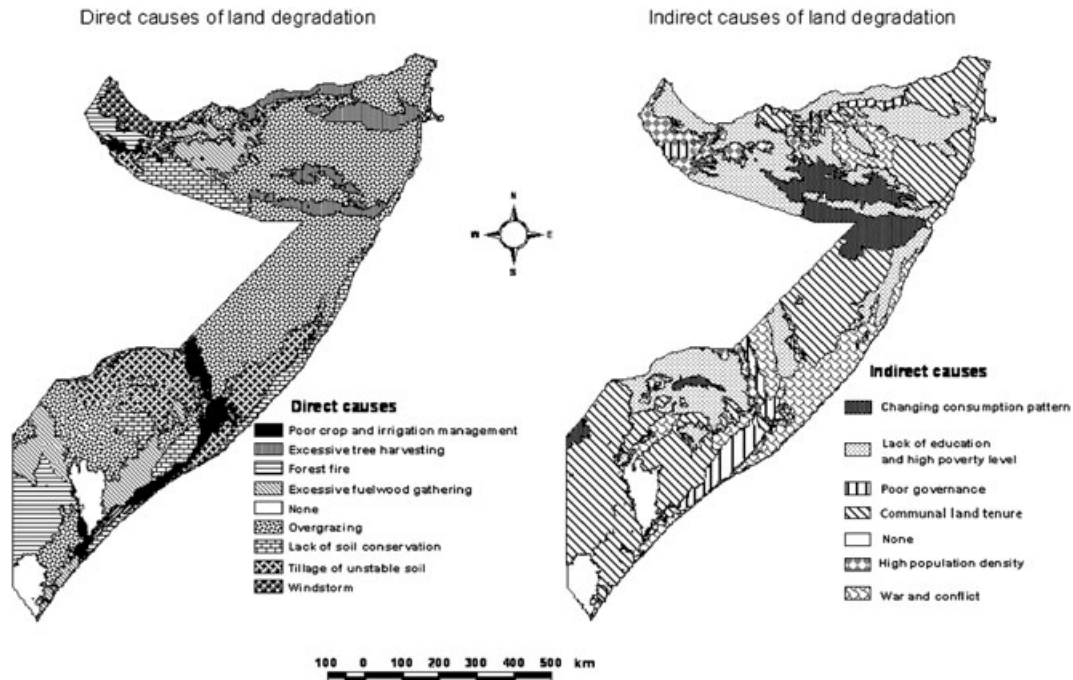 Direct causes of land degradation
Indirect causes of land degradation
N
W
E
S
Direct causes
Poor crop and irrigation management
Excessive tree harvesting
Forest fire
Excessive fuelwood gathering
None
Overgrazing
Lack of soil conservation
Tillage of unstable soil
Windstorm
Indirect causes
Changing consumption pattern
Lack of education
and high poverty level
Poor governance
Communal land tenure
None
High population density
War and conflict
100 0 100 200 300 400 500 km